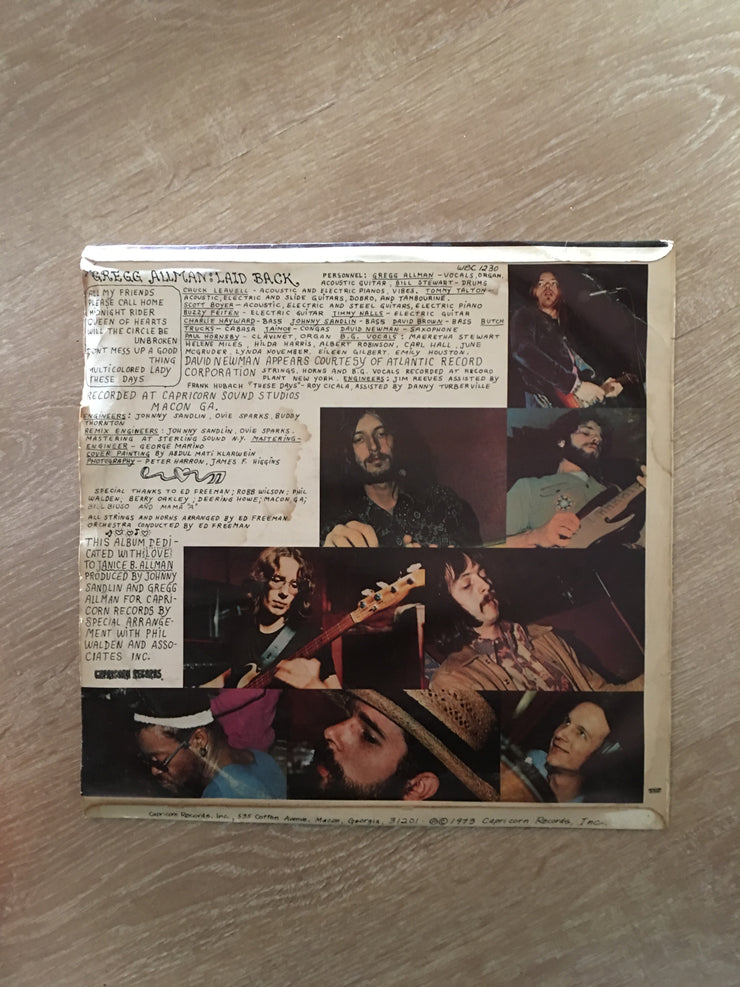 GREGG ALLMAN: LAID BACK
ALL MY FRIENDS
PLEASE CALL HOME
MIDNIGHT RIDER
QUEEN OF HEARTS
WILL THE CIRCLE BE
UNBROKEN
DON'T MESS UP A GOOD
THING
MULTICOLORED LADY
THESE DAYS
WBC 1230
PERSONNEL: GREGG ALLMAN - VOCALS, ORGAN,
ACOUSTIC GUITAR, BILL STEWART - DRUMS
CHUCK LEAVELL - ACOUSTIC AND ELECTRIC PIANOS, VIBES, TOMMY TALTON -
ACOUSTIC, ELECTRIC AND SLIDE GUITARS, DOBRO, AND TAMBOURINE.
SCOTT BOYER - ACOUSTIC, ELECTRIC AND STEEL GUITARS, ELECTRIC PIANO
BUZZY FEITEN - ELECTRIC GUITAR JIMMY NALLS - ELECTRIC GUITAR
CHARLIE HAYWARD - BASS JOHNNY SANDLIN - BASS DAVID BROWN - BASS BUTCH
TRUCKS - CABASA JAIMOE - CONGAS DAVID NEWMAN - SAXOPHONE
PAUL HORNSBY - CLAVINET, ORGAN B.G. VOCALS: MAERETHA STEWART
HELENE MILES, HILDA HARRIS, ALBERT ROBINSON, CARL HALL, JUNE
MCGRUDER, LYNDA NOVEMBER, EILEEN GILBERT, EMILY HOUSTON.
DAVID NEWMAN APPEARS COURTESY OF ATLANTIC RECORD
CORPORATION STRINGS, HORNS AND B.G. VOCALS RECORDED AT RECORD
PLANT NEW YORK. ENGINEERS: JIM REEVES ASSISTED BY
FRANK HUBACH "THESE DAYS" - ROY CICALA, ASSISTED BY DANNY TURBERVILLE
RECORDED AT CAPRICORN SOUND STUDIOS
MACON GA.
ENGINEERS: JOHNNY SANDLIN, OVIE SPARKS, BUDDY
THORNTON
REMIX ENGINEERS: JOHNNY SANDLIN, OVIE SPARKS.
MASTERING AT STERLING SOUND N.Y. MASTERING-
ENGINEER - GEORGE MARINO
COVER PAINTING BY ABDUL MATI KLARWEIN
PHOTOGRAPHY - PETER HARRON, JAMES F. HIGGINS
SPECIAL THANKS TO ED FREEMAN; ROBB WILSON; PHIL
WALDEN; BERRY OAKLEY; DEERING HOWE; MACON, GA;
AND MAMA "A"
ALL STRINGS AND HORNS ARRANGED BY ED FREEMAN
ORCHESTRA CONDUCTED BY ED FREEMAN
THIS ALBUM DEDI-
CATED WITH (LOVE)
TO JANICE B. ALLMAN
PRODUCED BY JOHNNY
SANDLIN AND GREGG
ALLMAN FOR CAPRI-
CORN RECORDS BY
SPECIAL ARRANGE-
MENT WITH PHIL
WALDEN AND ASSO-
CIATES INC.
CAPRICORN RECORDS
Capricorn Records, Inc., 535 Cotton Avenue, Macon, Georgia, 31201 ℗© 1973 Capricorn Records, Inc.